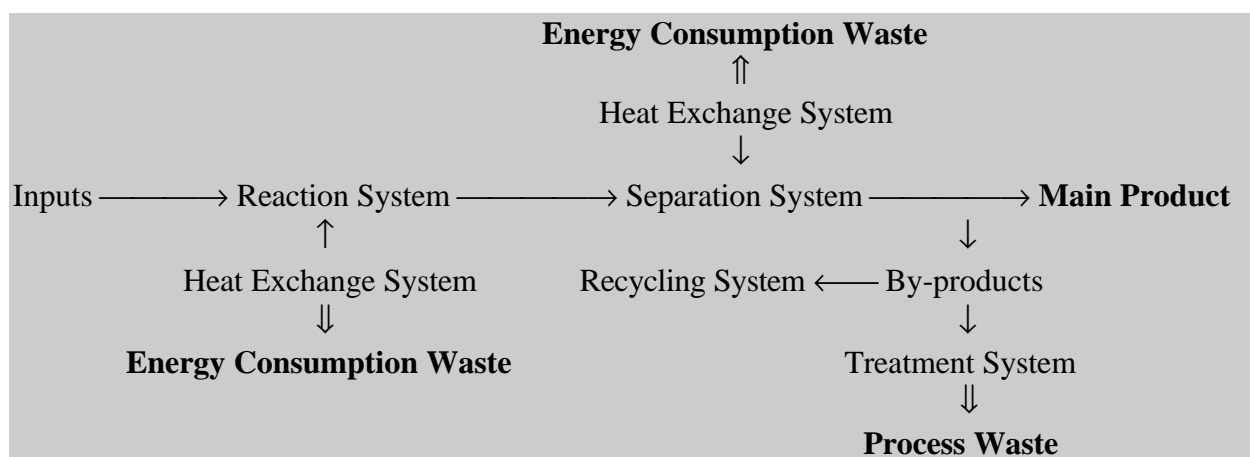 Energy Consumption Waste
⇑
Heat Exchange System
↓
Inputs ⟶ Reaction System ⟶ Separation System ⟶ Main Product
↑ ↓
Heat Exchange System Recycling System ⟵ By-products
⇓ ↓
Energy Consumption Waste Treatment System
⇓
Process Waste